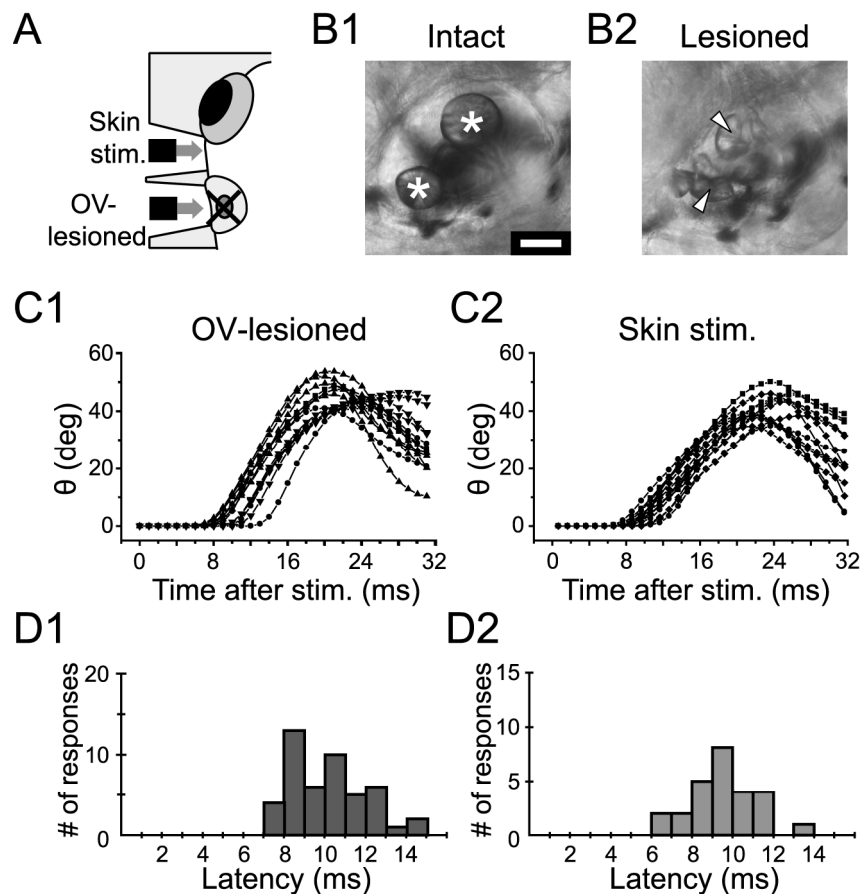 A
Skin
stim.
OV-
lesioned
B1
Intact
*
*
B2
Lesioned
C1
OV-lesioned
60
40
20
0
θ (deg)
0 8 16 24 32
Time after stim. (ms)
C2
Skin stim.
60
40
20
0
θ (deg)
0 8 16 24 32
Time after stim. (ms)
D1
20
10
0
# of responses
2 4 6 8 10 12 14
Latency (ms)
D2
15
10
5
0
# of responses
2 4 6 8 10 12 14
Latency (ms)